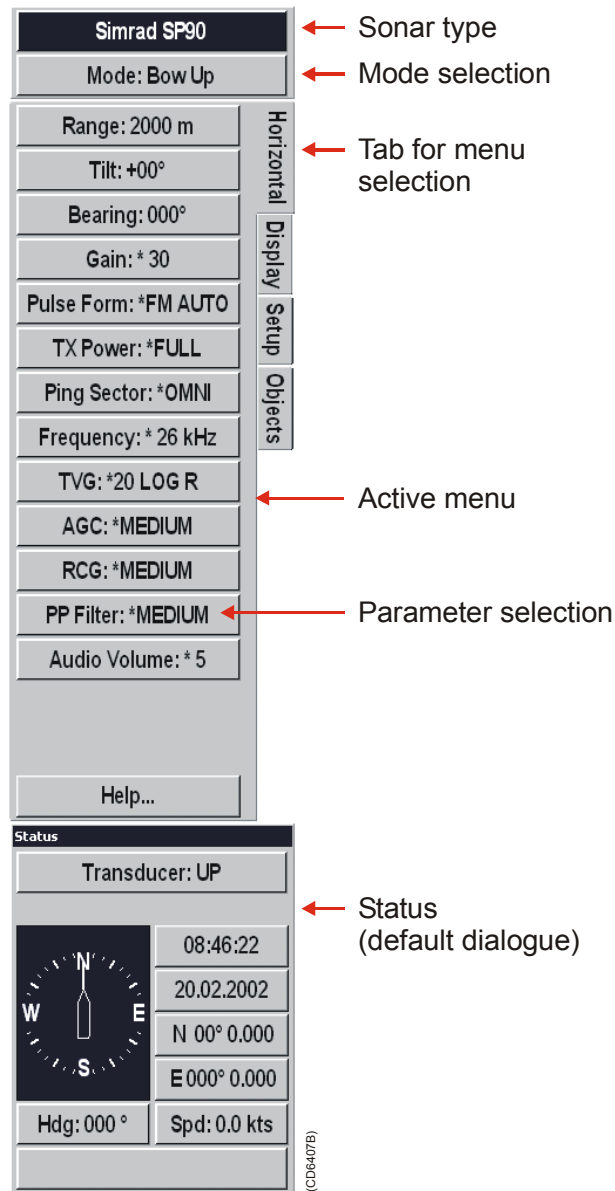 Simrad SP90
Sonar type
Mode: Bow Up
Mode selection
Range: 2000 m
Horizontal
Tab for menu
selection
Tilt: +00°
Bearing: 000°
Display
Gain: * 30
Pulse Form: *FM AUTO
Setup
TX Power: *FULL
Ping Sector: *OMNI
Objects
Frequency: * 26 kHz
TVG: *20 LOG R
Active menu
AGC: *MEDIUM
RCG: *MEDIUM
PP Filter: *MEDIUM
Parameter selection
Audio Volume: * 5
Help...
Status
Transducer: UP
Status
(default dialogue)
N
W
E
S
08:46:22
20.02.2002
N 00° 0.000
E 000° 0.000
Hdg: 000 °
Spd: 0.0 kts
(CD6407B)